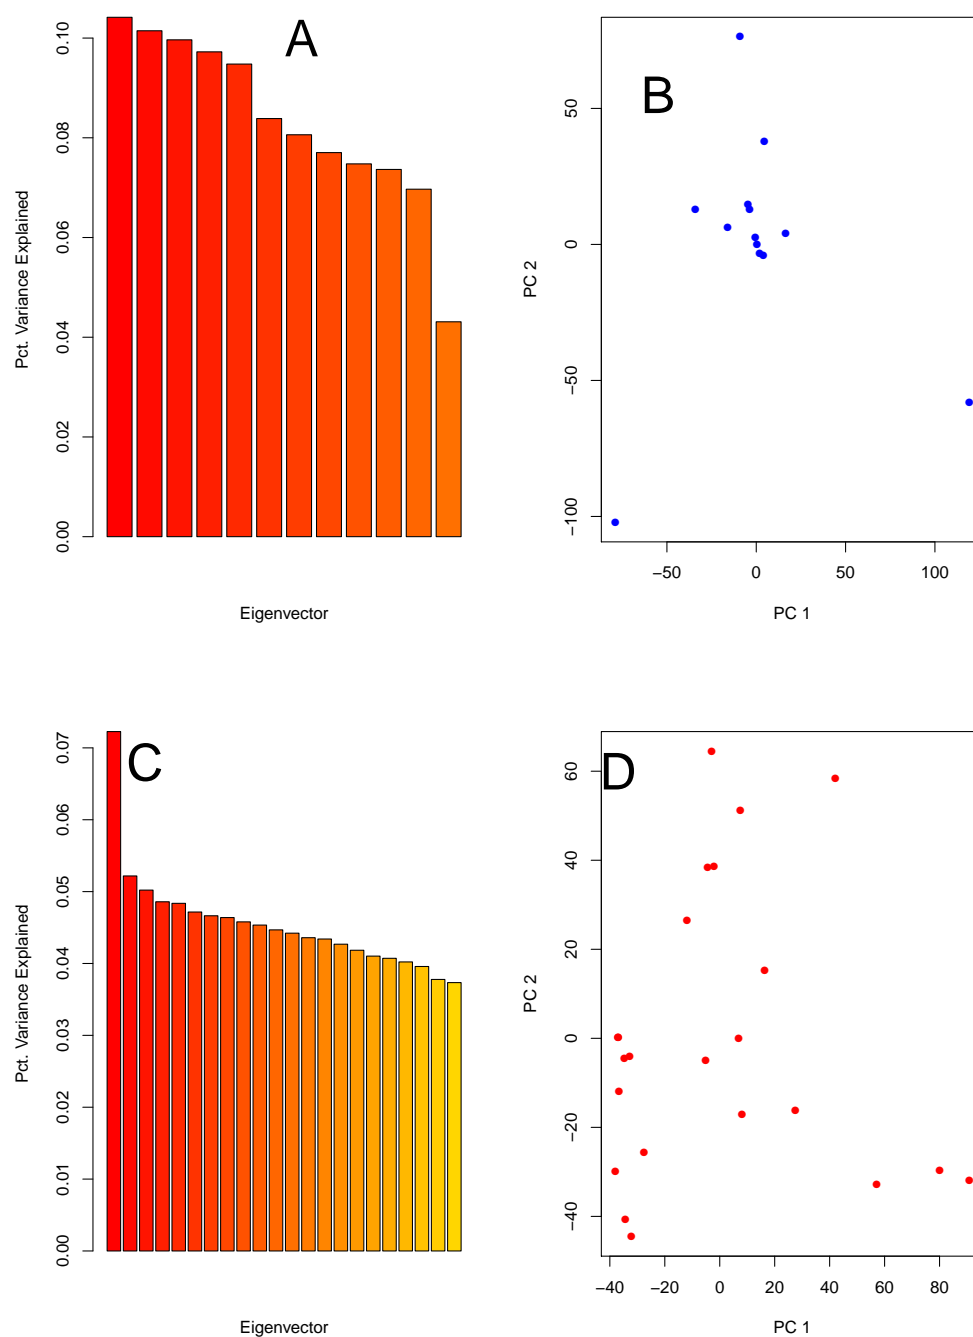 A
Pct. Variance Explained
0.00
0.02
0.04
0.06
0.08
0.10
Eigenvector
B
PC 2
−100
−50
0
50
−50 0 50 100
PC 1
C
Pct. Variance Explained
0.00
0.01
0.02
0.03
0.04
0.05
0.06
0.07
Eigenvector
D
PC 2
−40
−20
0
20
40
60
−40 −20 0 20 40 60 80
PC 1